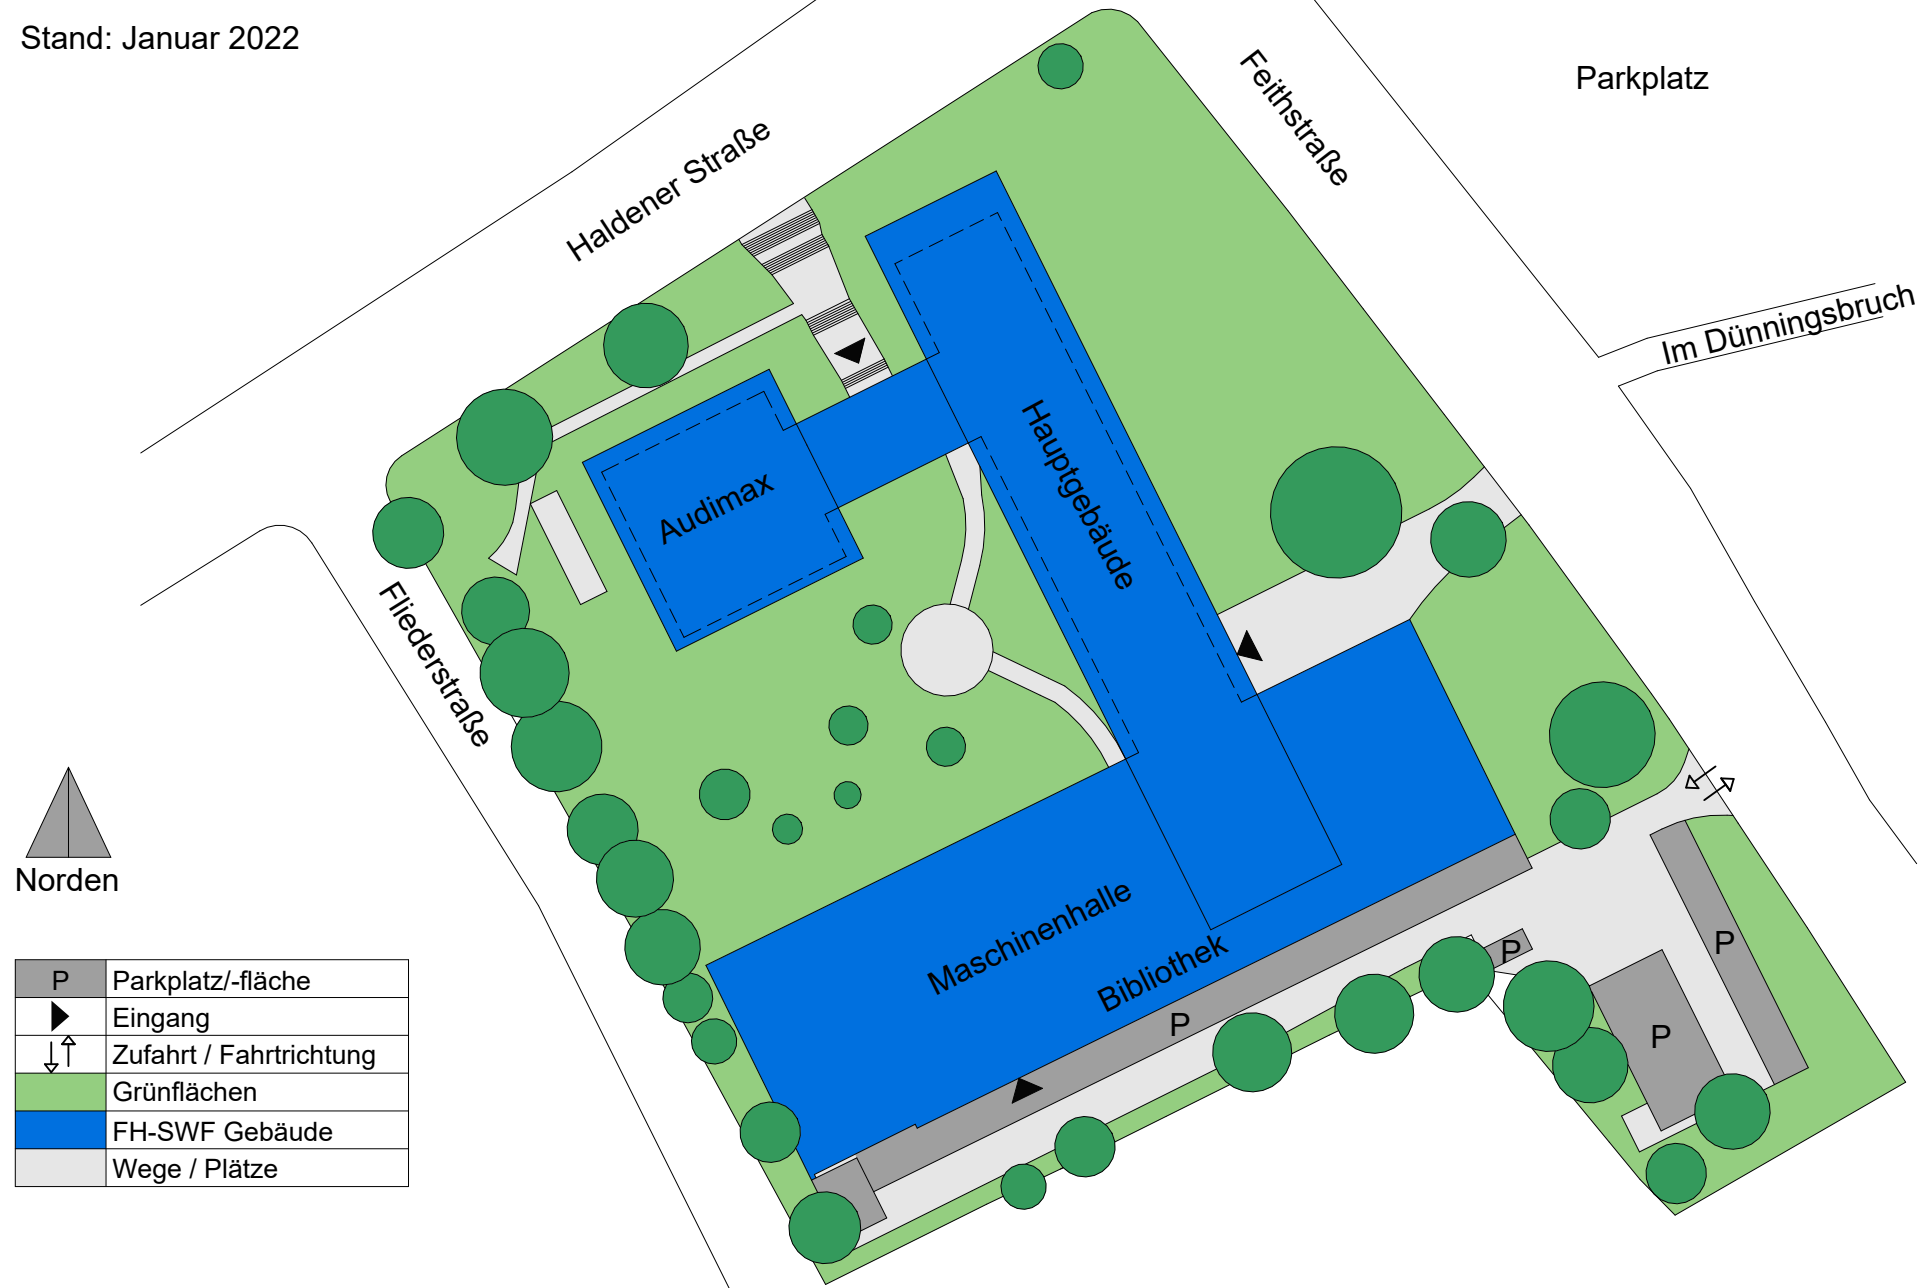 Stand: Januar 2022
Parkplatz
Haldener Straße
Feithstraße
Im Dünningsbruch
Hauptgebäude
Audimax
Fliederstraße
Maschinenhalle
Bibliothek
P
P
P
P
Norden
P Parkplatz/-fläche
Eingang
Zufahrt / Fahrtrichtung
Grünflächen
FH-SWF Gebäude
Wege / Plätze